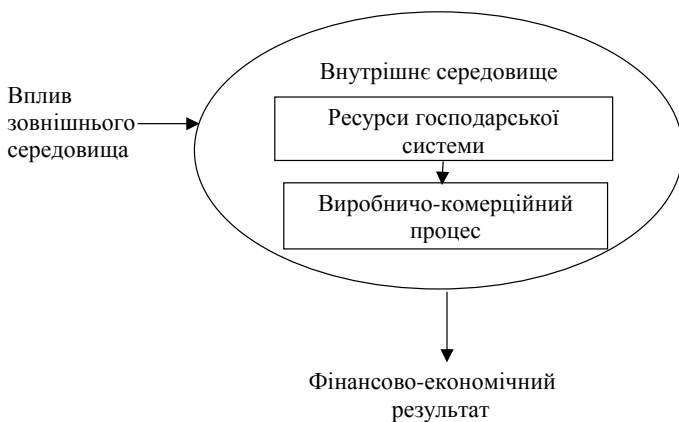 Внутрішнє середовище
Вплив
зовнішнього
середовища
Ресурси господарської
системи
Виробничо-комерційний
процес
Фінансово-економічний
результат